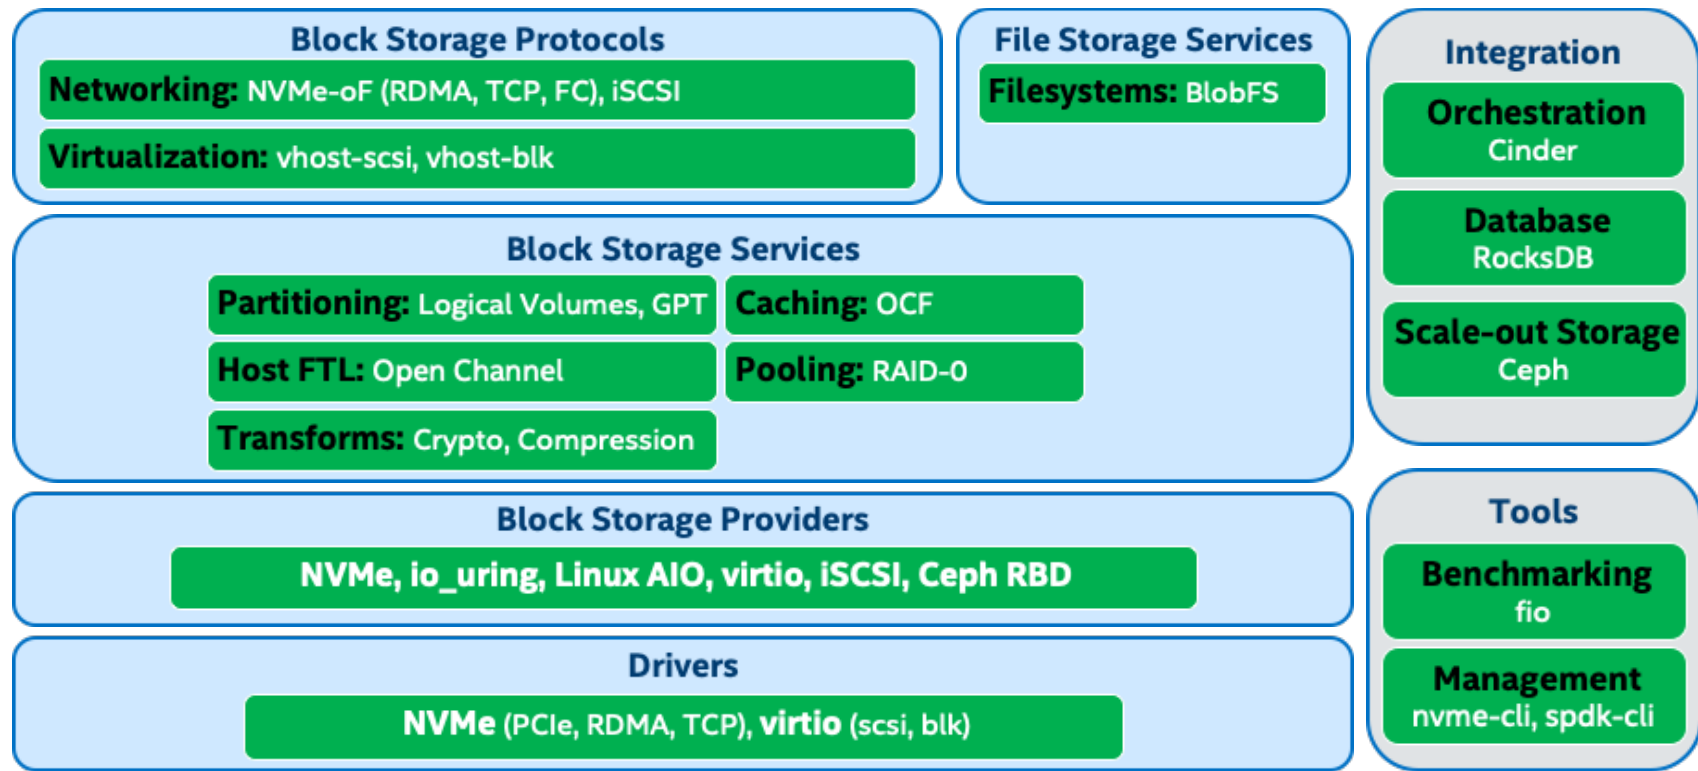 Block Storage Protocols
Networking: NVMe-oF (RDMA, TCP, FC), iSCSI
Virtualization: vhost-scsi, vhost-blk
File Storage Services
Filesystems: BlobFS
Block Storage Services
Partitioning: Logical Volumes, GPT
Caching: OCF
Host FTL: Open Channel
Pooling: RAID-0
Transforms: Crypto, Compression
Block Storage Providers
NVMe, io_uring, Linux AIO, virtio, iSCSI, Ceph RBD
Drivers
NVMe (PCIe, RDMA, TCP), virtio (scsi, blk)
Integration
Orchestration
Cinder
Database
RocksDB
Scale-out Storage
Ceph
Tools
Benchmarking
fio
Management
nvme-cli, spdk-cli